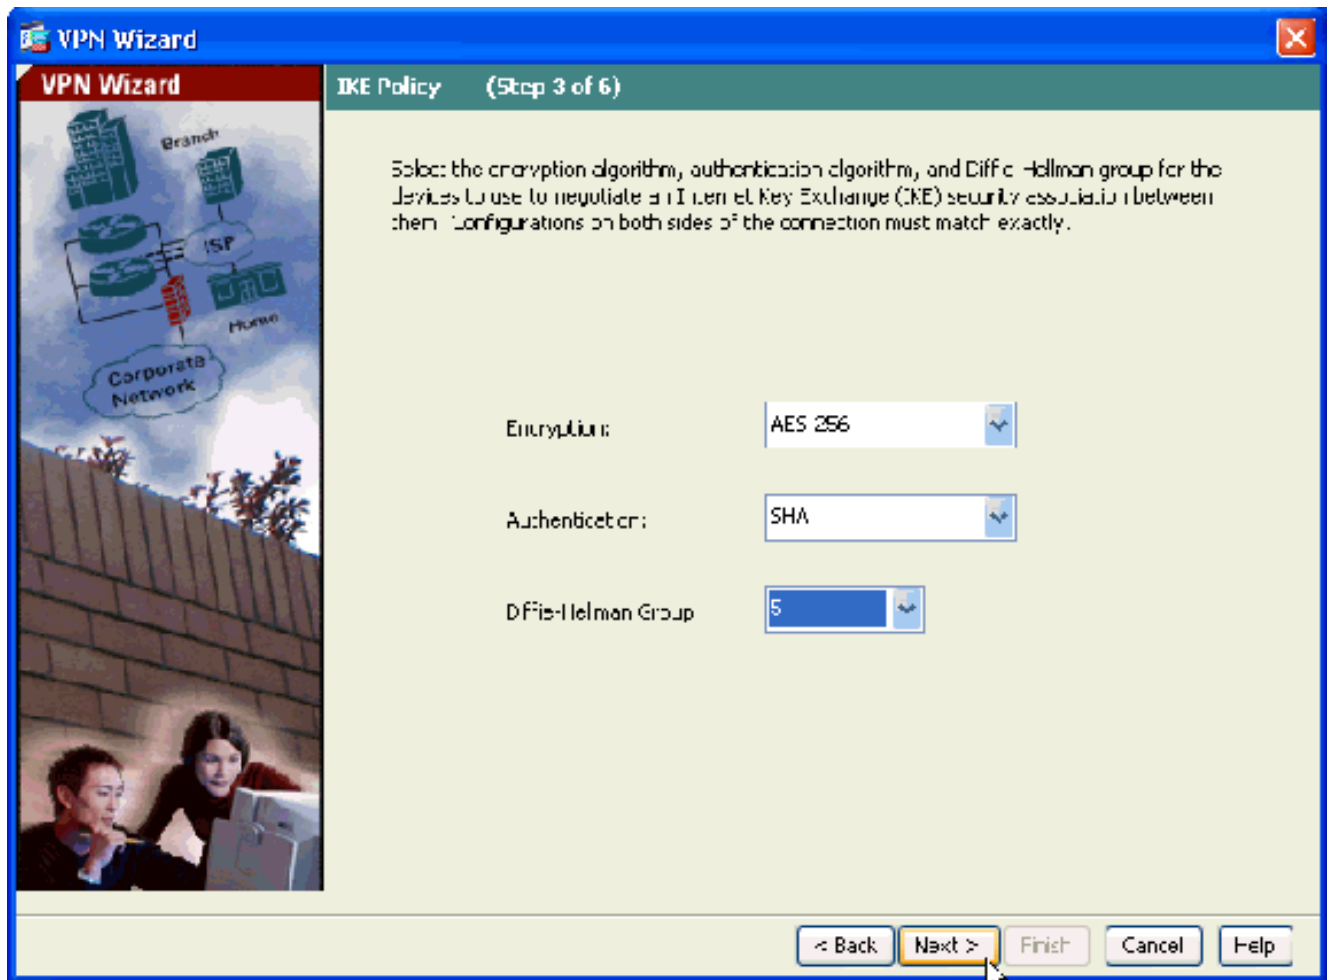 VPN Wizard
VPN Wizard
IKE Policy (Step 3 of 6)
Branch
ISP
Home
Corporate
Network
Select the encryption algorithm, authentication algorithm, and Diffie-Hellman group for the
devices to use to negotiate an Internet Key Exchange (IKE) security association between
them. Configurations on both sides of the connection must match exactly.
Encryption: AES-256
Authentication: SHA
Diffie-Hellman Group 5
< Back Next > Finish Cancel Help